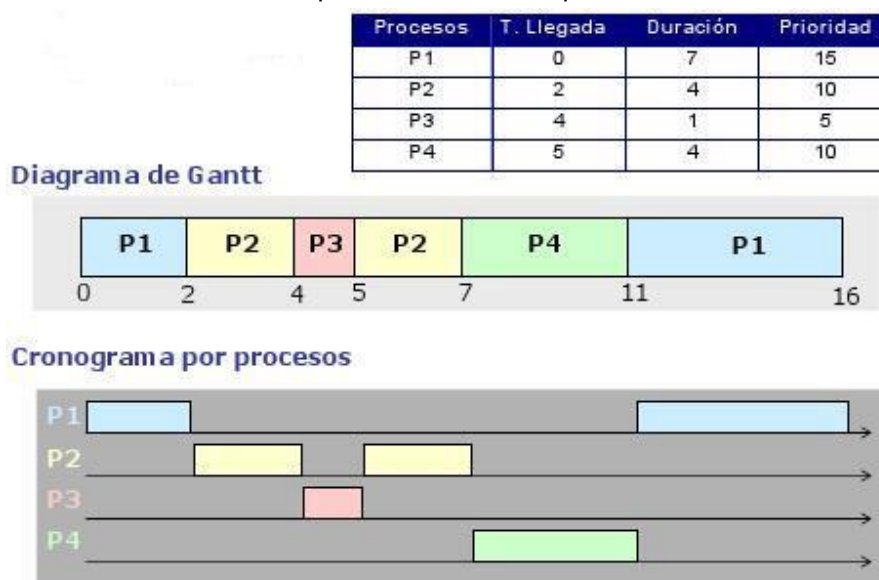 Procesos T. Llegada Duración Prioridad
P1 0 7 15
P2 2 4 10
P3 4 1 5
P4 5 4 10
Diagrama de Gantt
P1 P2 P3 P2 P4 P1
0 2 4 5 7 11 16
Cronograma por procesos
P1
P2
P3
P4